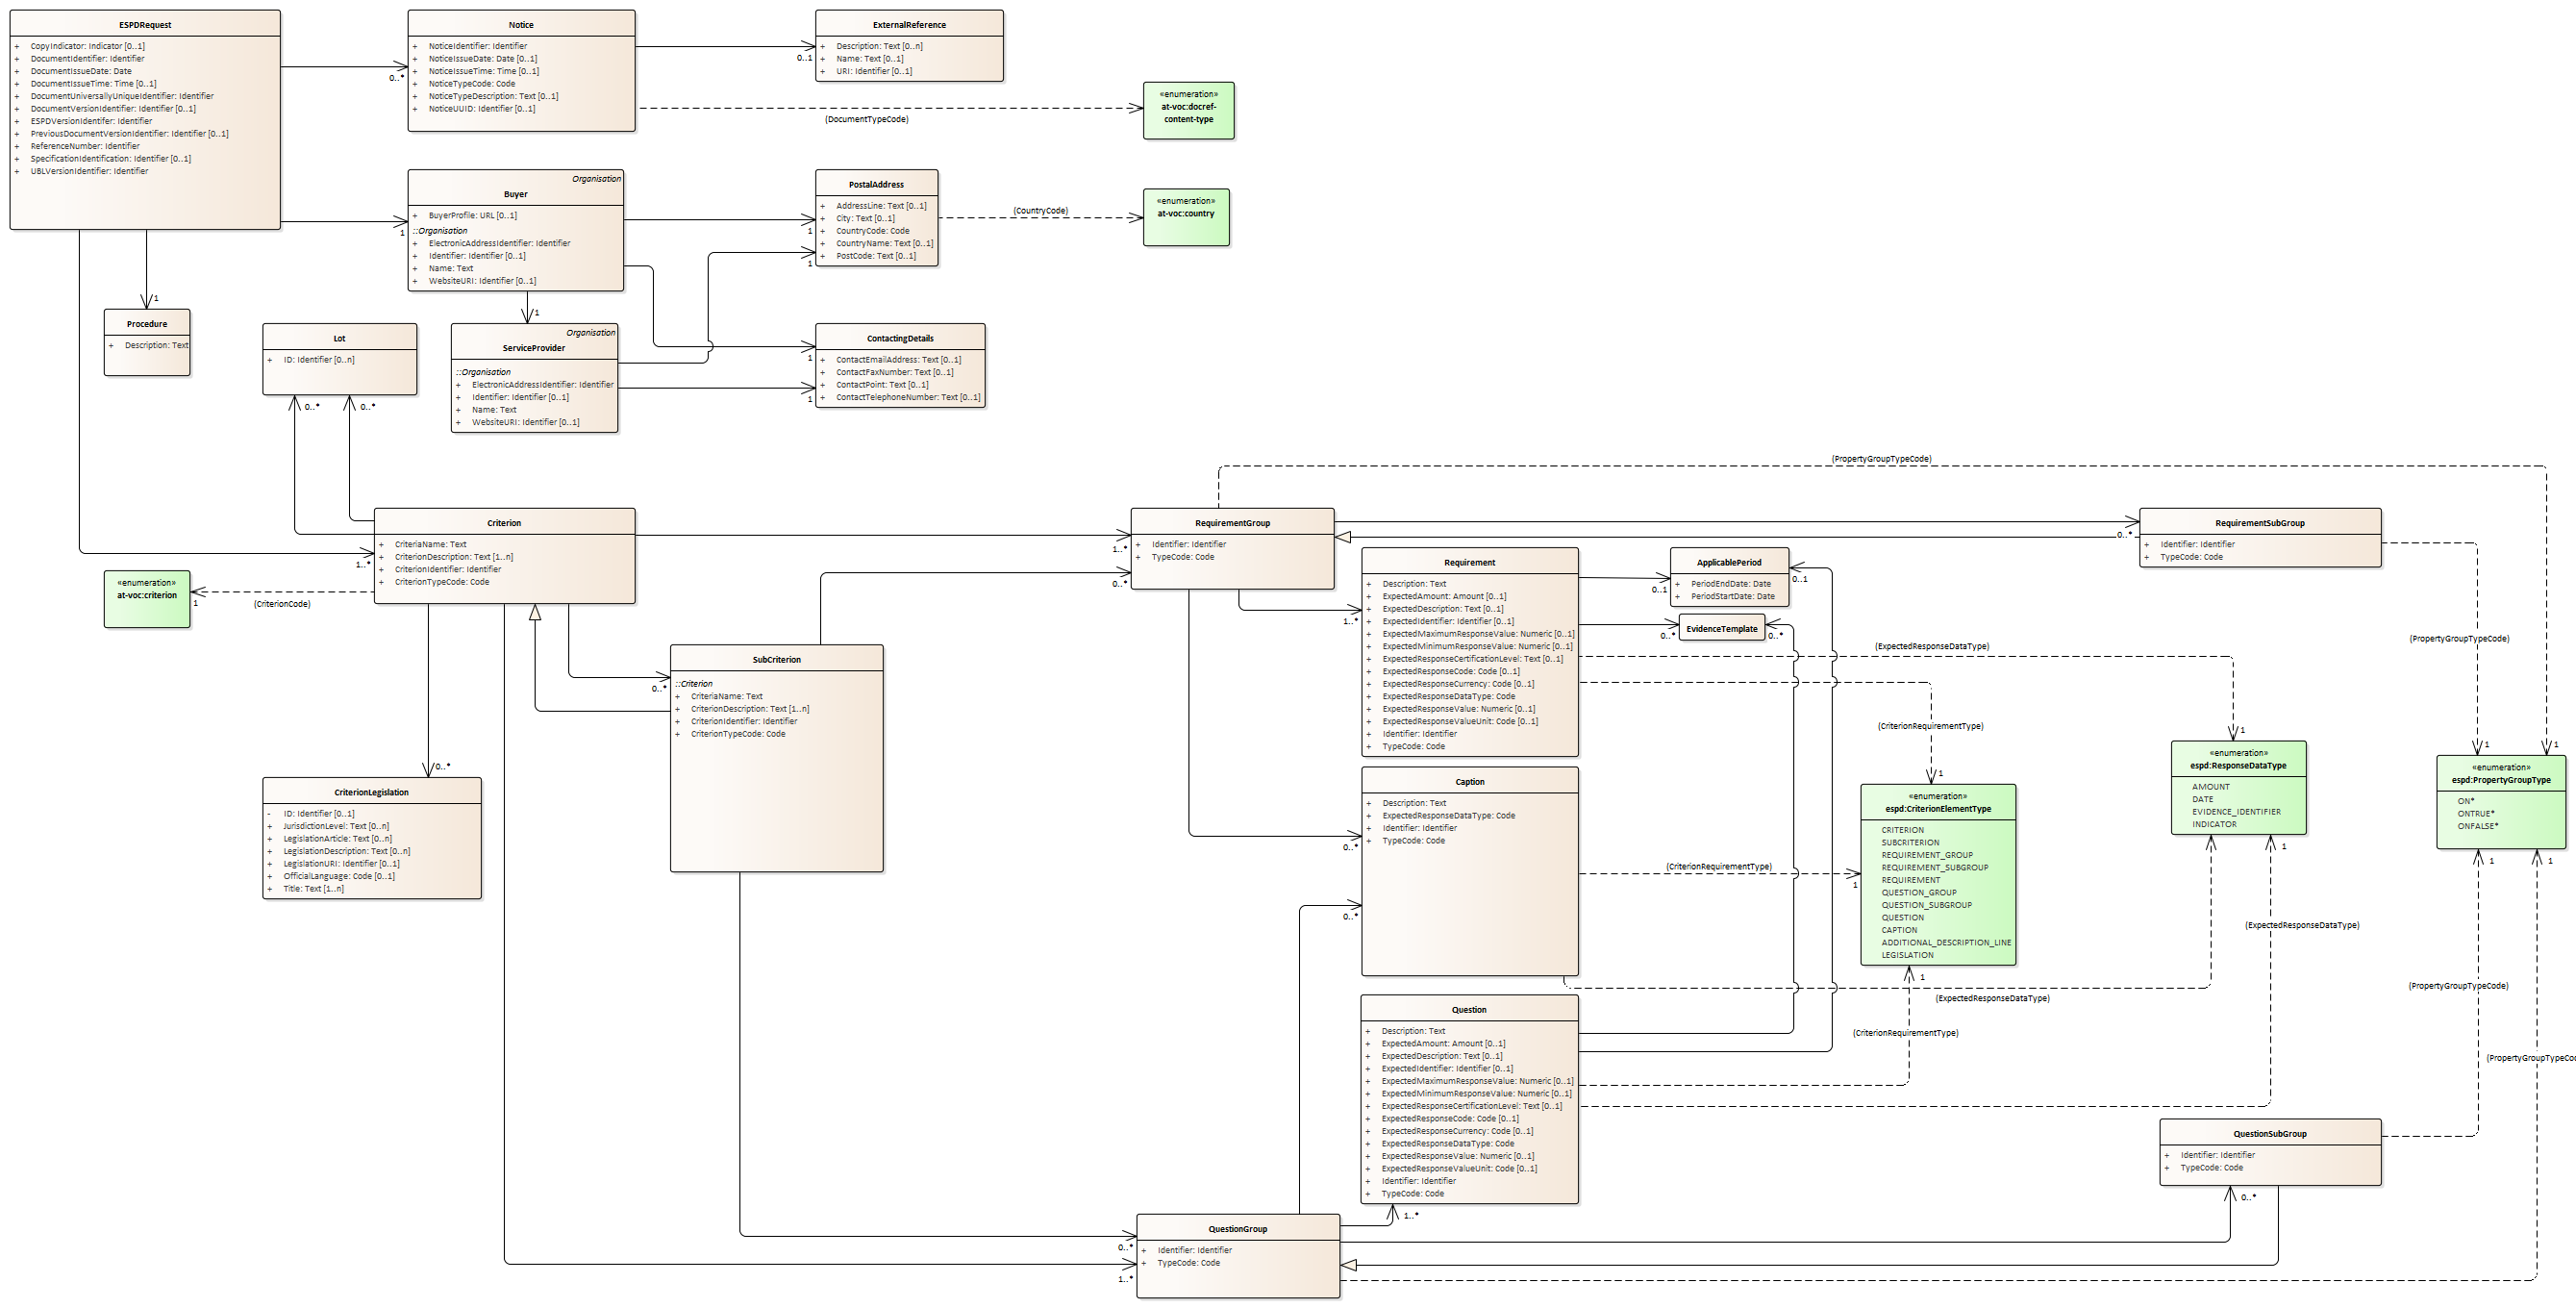 ESPDRequest
+ CopyIndicator: Indicator [0..1]
+ DocumentIdentifier: Identifier
+ DocumentIssueDate: Date
+ DocumentIssueTime: Time [0..1]
+ DocumentUniversallyUniqueIdentifier: Identifier
+ DocumentVersionIdentifier: Identifier [0..1]
+ ESPDVersionIdentifer: Identifier
+ PreviousDocumentVersionIdentifier: Identifier [0..1]
+ ReferenceNumber: Identifier
+ SpecificationIdentification: Identifier [0..1]
+ UBLVersionIdentifier: Identifier
0..*
Notice
+ NoticeIdentifier: Identifier
+ NoticeIssueDate: Date [0..1]
+ NoticeIssueTime: Time [0..1]
+ NoticeTypeCode: Code
+ NoticeTypeDescription: Text [0..1]
+ NoticeUUID: Identifier [0..1]
0..1
ExternalReference
+ Description: Text [0..n]
+ Name: Text [0..1]
+ URI: Identifier [0..1]
(DocumentTypeCode)
«enumeration»
at-voc:docref-
content-type
1
Organisation
Buyer
+ BuyerProfile: URL [0..1]
::Organisation
+ ElectronicAddressIdentifier: Identifier
+ Identifier: Identifier [0..1]
+ Name: Text
+ WebsiteURI: Identifier [0..1]
1
1
PostalAddress
+ AddressLine: Text [0..1]
+ City: Text [0..1]
+ CountryCode: Code
+ CountryName: Text [0..1]
+ PostCode: Text [0..1]
(CountryCode)
«enumeration»
at-voc:country
1
Procedure
+ Description: Text
Lot
+ ID: Identifier [0..n]
0..*
0..*
1
Organisation
ServiceProvider
::Organisation
+ ElectronicAddressIdentifier: Identifier
+ Identifier: Identifier [0..1]
+ Name: Text
+ WebsiteURI: Identifier [0..1]
1
1
ContactingDetails
+ ContactEmailAddress: Text [0..1]
+ ContactFaxNumber: Text [0..1]
+ ContactPoint: Text [0..1]
+ ContactTelephoneNumber: Text [0..1]
(PropertyGroupTypeCode)
1..*
Criterion
+ CriteriaName: Text
+ CriterionDescription: Text [1..n]
+ CriterionIdentifier: Identifier
+ CriterionTypeCode: Code
«enumeration»
at-voc:criterion
1
(CriterionCode)
1..*
0..*
RequirementGroup
+ Identifier: Identifier
+ TypeCode: Code
0..*
RequirementSubGroup
+ Identifier: Identifier
+ TypeCode: Code
1..*
Requirement
+ Description: Text
+ ExpectedAmount: Amount [0..1]
+ ExpectedDescription: Text [0..1]
+ ExpectedIdentifier: Identifier [0..1]
+ ExpectedMaximumResponseValue: Numeric [0..1]
+ ExpectedMinimumResponseValue: Numeric [0..1]
+ ExpectedResponseCertificationLevel: Text [0..1]
+ ExpectedResponseCode: Code [0..1]
+ ExpectedResponseCurrency: Code [0..1]
+ ExpectedResponseDataType: Code
+ ExpectedResponseValue: Numeric [0..1]
+ ExpectedResponseValueUnit: Code [0..1]
+ Identifier: Identifier
+ TypeCode: Code
0..1
ApplicablePeriod
+ PeriodEndDate: Date
+ PeriodStartDate: Date
0..1
0..*
EvidenceTemplate
0..*
(ExpectedResponseDataType)
(PropertyGroupTypeCode)
(CriterionRequirementType)
0..*
SubCriterion
::Criterion
+ CriteriaName: Text
+ CriterionDescription: Text [1..n]
+ CriterionIdentifier: Identifier
+ CriterionTypeCode: Code
0..*
CriterionLegislation
- ID: Identifier [0..1]
+ JurisdictionLevel: Text [0..n]
+ LegislationArticle: Text [0..n]
+ LegislationDescription: Text [0..n]
+ LegislationURI: Identifier [0..1]
+ OfficialLanguage: Code [0..1]
+ Title: Text [1..n]
0..*
0..*
Caption
+ Description: Text
+ ExpectedResponseDataType: Code
+ Identifier: Identifier
+ TypeCode: Code
(CriterionRequirementType)
1
1
«enumeration»
espd:CriterionElementType
CRITERION
SUBCRITERION
REQUIREMENT_GROUP
REQUIREMENT_SUBGROUP
REQUIREMENT
QUESTION_GROUP
QUESTION_SUBGROUP
QUESTION
CAPTION
ADDITIONAL_DESCRIPTION_LINE
LEGISLATION
1
1
«enumeration»
espd:ResponseDataType
AMOUNT
DATE
EVIDENCE_IDENTIFIER
INDICATOR
1
1
1
«enumeration»
espd:PropertyGroupType
ON*
ONTRUE*
ONFALSE*
1
1
(ExpectedResponseDataType)
(ExpectedResponseDataType)
(PropertyGroupTypeCode)
(CriterionRequirementType)
(PropertyGroupTypeCod
Question
+ Description: Text
+ ExpectedAmount: Amount [0..1]
+ ExpectedDescription: Text [0..1]
+ ExpectedIdentifier: Identifier [0..1]
+ ExpectedMaximumResponseValue: Numeric [0..1]
+ ExpectedMinimumResponseValue: Numeric [0..1]
+ ExpectedResponseCertificationLevel: Text [0..1]
+ ExpectedResponseCode: Code [0..1]
+ ExpectedResponseCurrency: Code [0..1]
+ ExpectedResponseDataType: Code
+ ExpectedResponseValue: Numeric [0..1]
+ ExpectedResponseValueUnit: Code [0..1]
+ Identifier: Identifier
+ TypeCode: Code
1..*
QuestionSubGroup
+ Identifier: Identifier
+ TypeCode: Code
0..*
0..*
1..*
QuestionGroup
+ Identifier: Identifier
+ TypeCode: Code